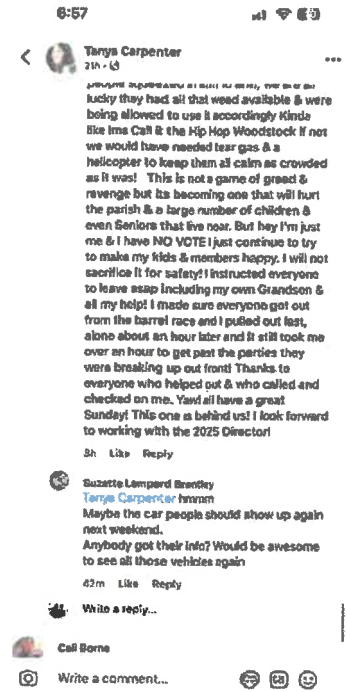 6:57
Tanya Carpenter
21h
lucky they had all that weed available & were
being allowed to use it accordingly Kinda
like Ima Cali & the Hip Hop Woodstock if not
we would have needed tear gas & a
helicopter to keep them all calm as crowded
as it was! This is not a game of greed &
revenge but its becoming one that will hurt
the parish & a large number of children &
even Seniors that live near. But hey I'm just
me & I have NO VOTE I just continue to try
to make my kids & members happy. I will not
sacrifice it for safety! I instructed everyone
to leave asap including my own Grandson &
all my help! I made sure everyone got out
from the barrel race and I pulled out last,
alone about an hour later and it still took me
over an hour to get past the parties they
were breaking up out front! Thanks to
everyone who helped out & who called and
checked on me. Yawl all have a great
Sunday! This one is behind us! I look forward
to working with the 2025 Director!
3h Like Reply
Suzette Lempard Brantley
Tanya Carpenter hmmm
Maybe the car people should show up again
next weekend.
Anybody got their info? Would be awesome
to see all those vehicles again
42m Like Reply
Write a reply...
Cali Borne
Write a comment...